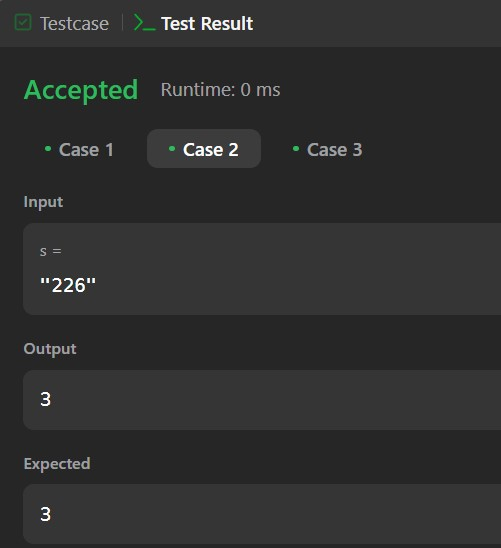 Testcase | Test Result
Accepted Runtime: 0 ms
• Case 1 • Case 2 • Case 3
Input
s =
"226"
Output
3
Expected
3